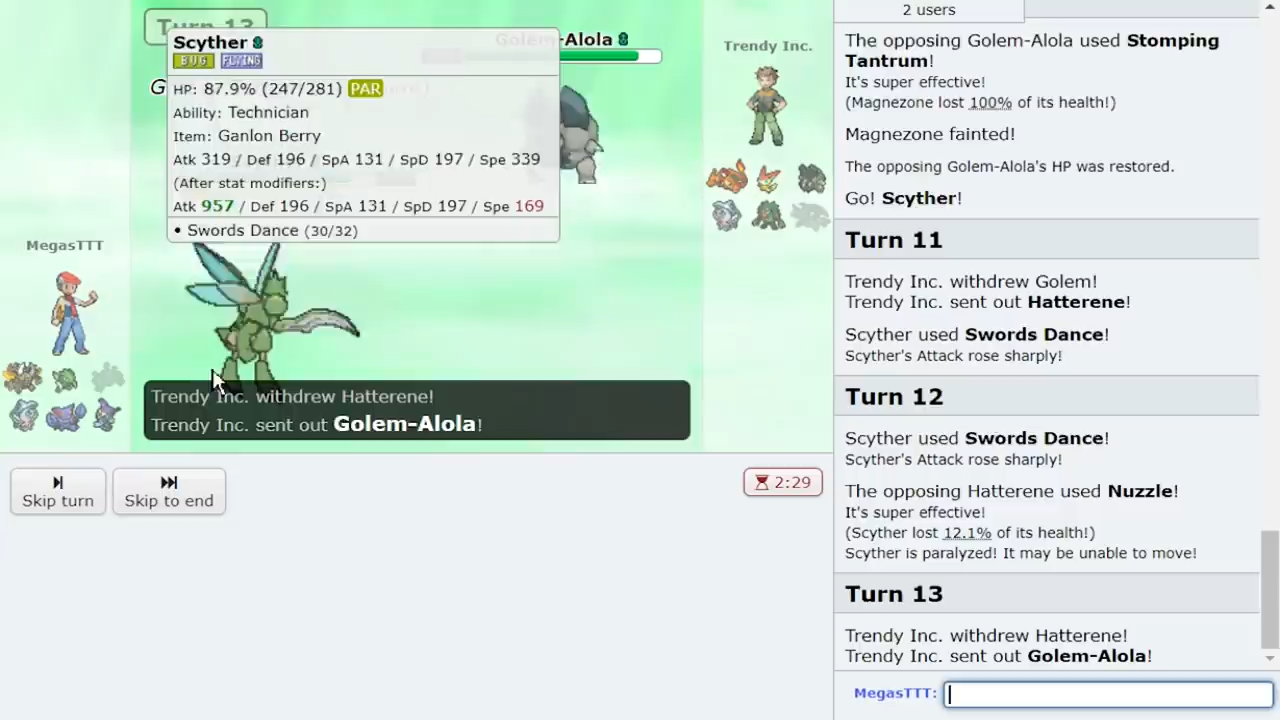 Turn 13
Scyther
BUG FLYING
HP: 87.9% (247/281) PAR
Ability: Technician
Item: Ganlon Berry
Atk 319 / Def 196 / SpA 131 / SpD 197 / Spe 339
(After stat modifiers:)
Atk 957 / Def 196 / SpA 131 / SpD 197 / Spe 169
• Swords Dance (30/32)
-Alola
MegasTTT
Trendy Inc.
Trendy Inc. withdrew Hatterene!
Trendy Inc. sent out Golem-Alola!
Skip turn
Skip to end
2:29
2 users
The opposing Golem-Alola used Stomping
Tantrum!
It's super effective!
(Magnezone lost 100% of its health!)
Magnezone fainted!
The opposing Golem-Alola's HP was restored.
Go! Scyther!
Turn 11
Trendy Inc. withdrew Golem!
Trendy Inc. sent out Hatterene!
Scyther used Swords Dance!
Scyther's Attack rose sharply!
Turn 12
Scyther used Swords Dance!
Scyther's Attack rose sharply!
The opposing Hatterene used Nuzzle!
It's super effective!
(Scyther lost 12.1% of its health!)
Scyther is paralyzed! It may be unable to move!
Turn 13
Trendy Inc. withdrew Hatterene!
Trendy Inc. sent out Golem-Alola!
MegasTTT: